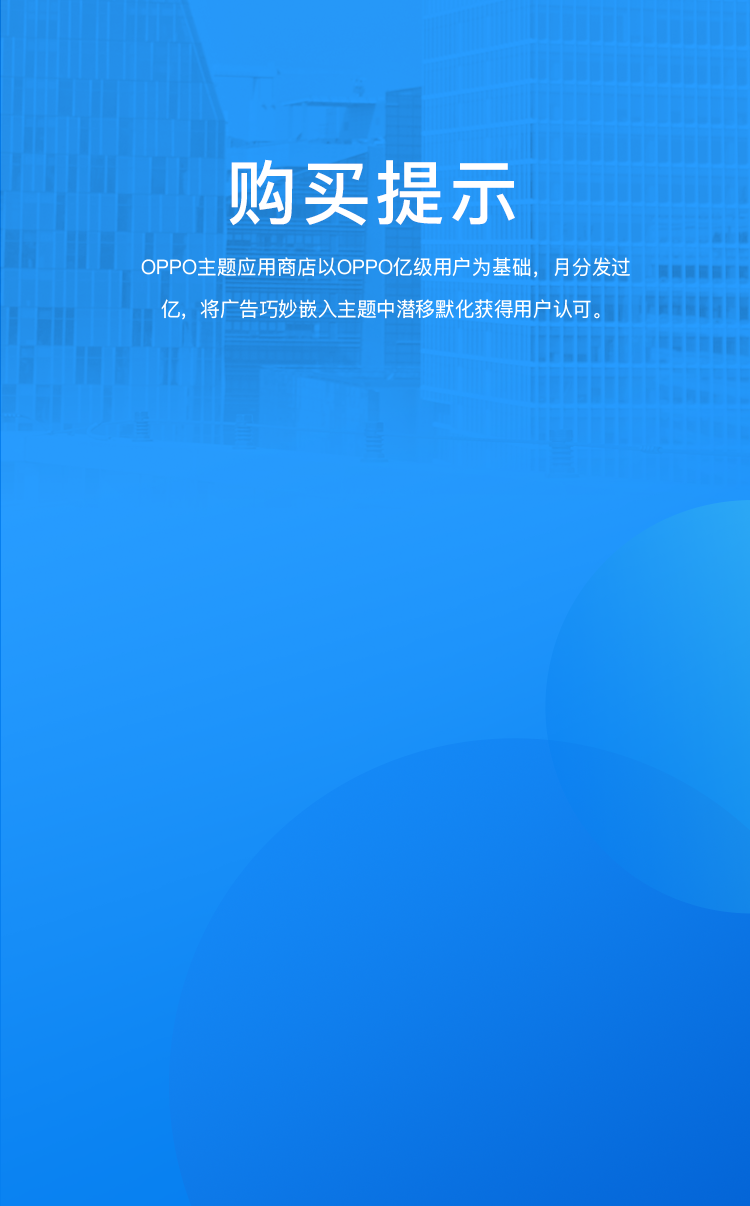 购买提示
OPPO主题应用商店以OPPO亿级用户为基础，月分发过
亿，将广告巧妙嵌入主题中潜移默化获得用户认可。